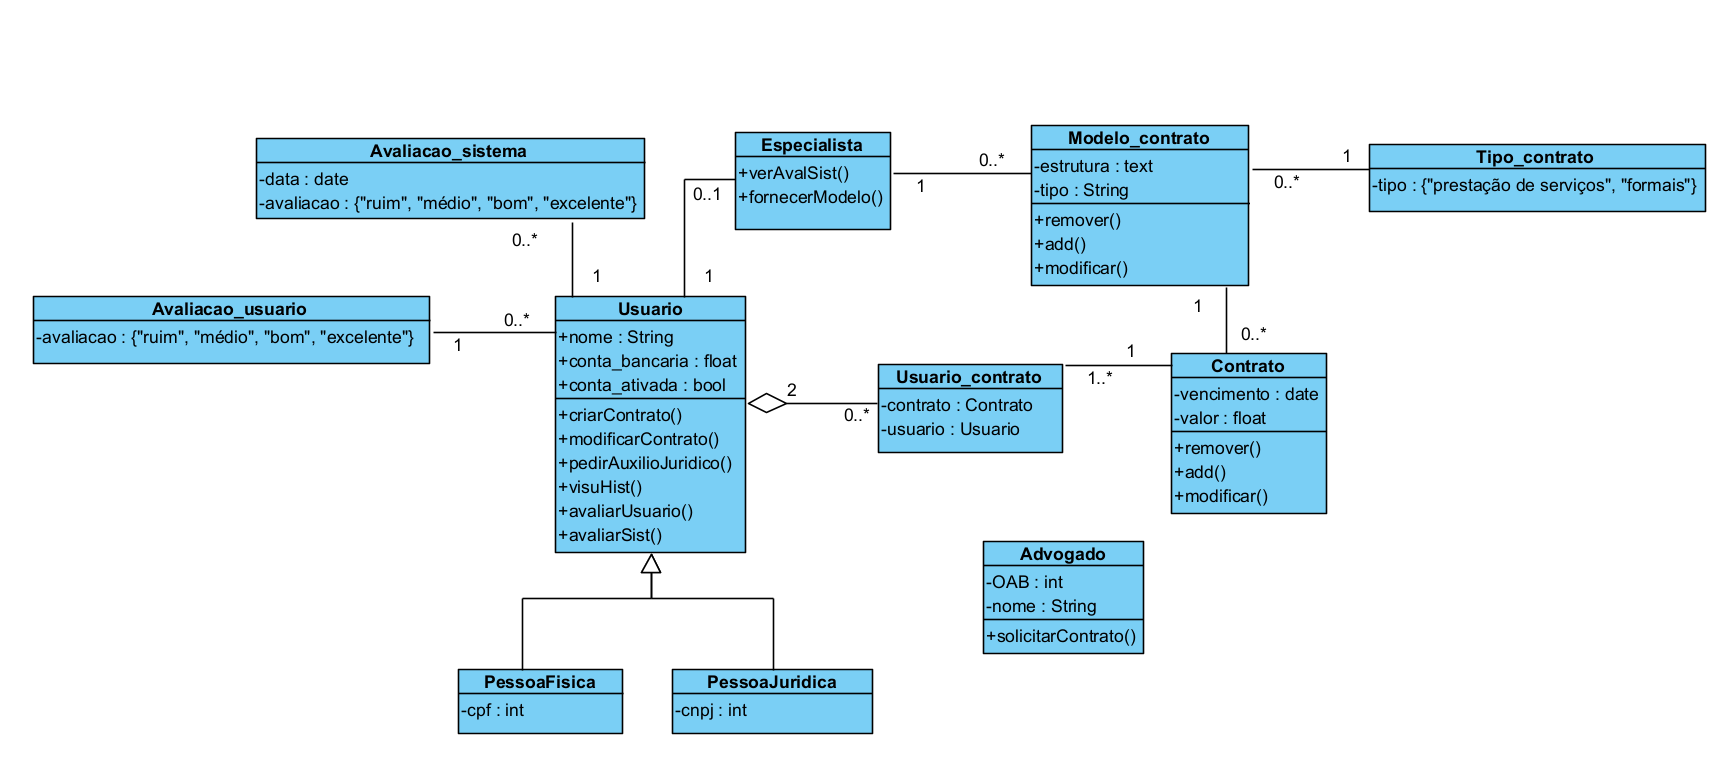 Avaliacao_sistema
-data : date
-avaliacao : {"ruim", "médio", "bom", "excelente"}
0..*
1
Especialista
+verAvalSist()
+fornecerModelo()
0..1
1
1
0..*
Modelo_contrato
-estrutura : text
-tipo : String
+remover()
+add()
+modificar()
1
0..*
Tipo_contrato
-tipo : {"prestação de serviços", "formais"}
Avaliacao_usuario
-avaliacao : {"ruim", "médio", "bom", "excelente"}
0..*
1
Usuario
+nome : String
+conta_bancaria : float
+conta_ativada : bool
+criarContrato()
+modificarContrato()
+pedirAuxilioJuridico()
+visuHist()
+avaliarUsuario()
+avaliarSist()
2
0..*
Usuario_contrato
-contrato : Contrato
-usuario : Usuario
1
1..*
1
0..*
Contrato
-vencimento : date
-valor : float
+remover()
+add()
+modificar()
Advogado
-OAB : int
-nome : String
+solicitarContrato()
PessoaFisica
-cpf : int
PessoaJuridica
-cnpj : int